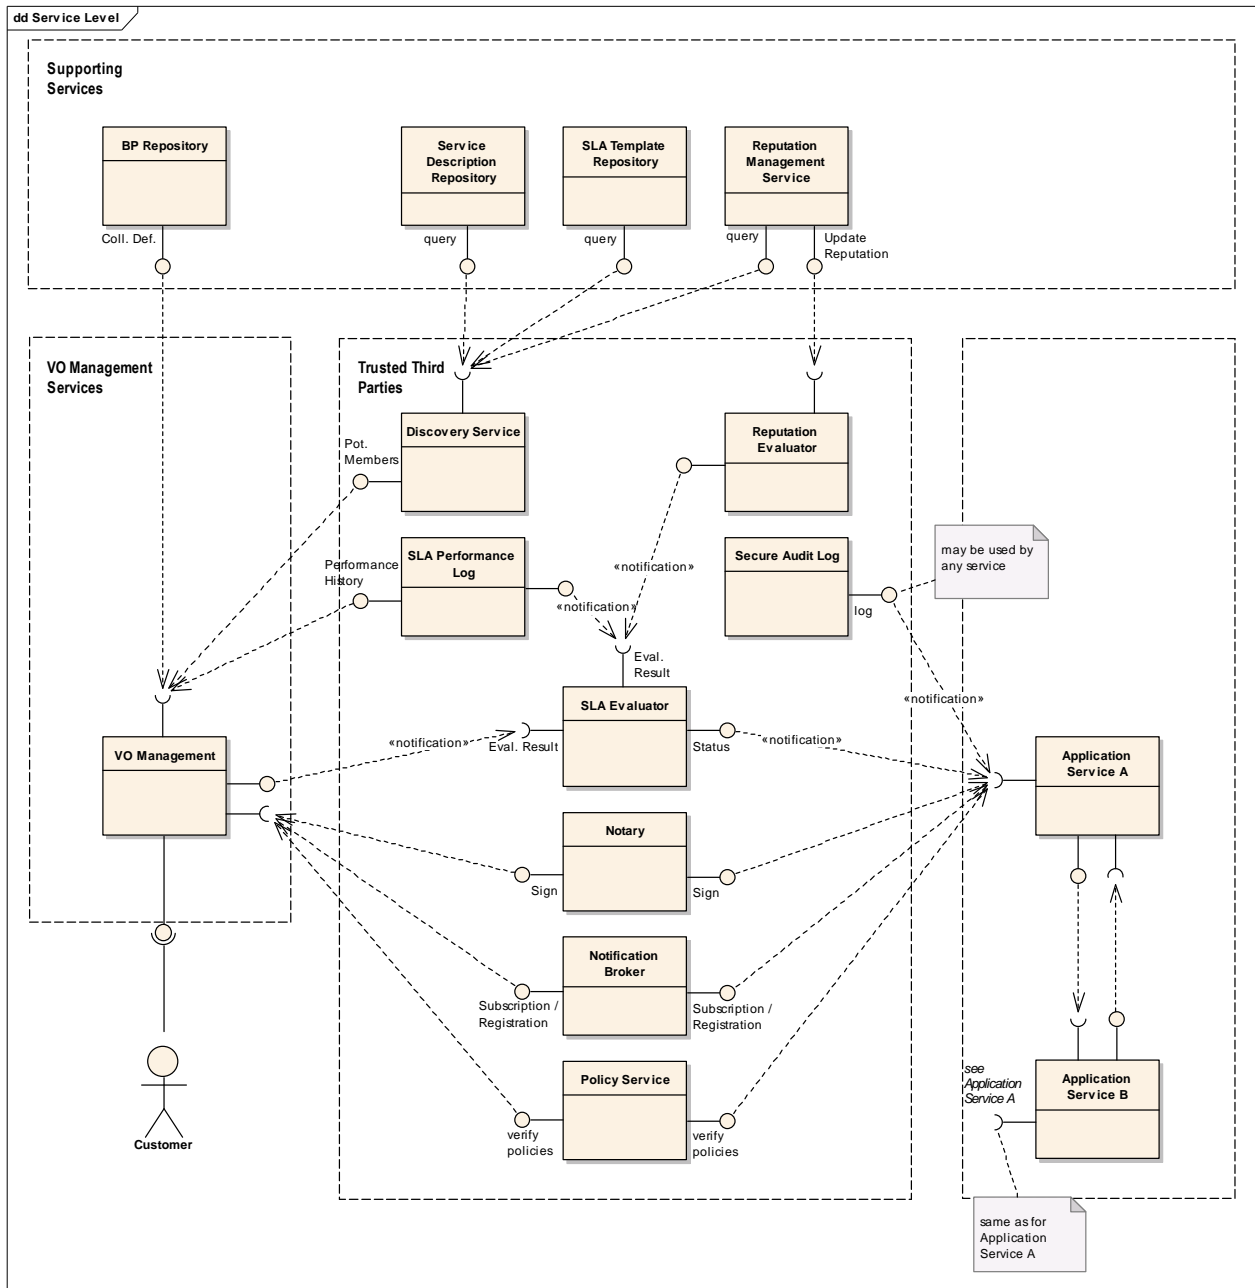 dd Service Level
Supporting
Services
BP Repository
Service
Description
Repository
SLA Template
Repository
Reputation
Management
Service
Coll. Def.
query
query
query
Update
Reputation
VO Management
Services
Trusted Third
Parties
Discovery Service
Pot.
Members
Reputation
Evaluator
SLA Performance
Log
Performance
History
«notification»
«notification»
Secure Audit Log
log
may be used by
any service
Eval.
Result
«notification»
SLA Evaluator
VO Management
«notification»
Eval. Result
Status
«notification»
Application
Service A
Notary
Sign
Sign
Notification
Broker
Subscription /
Registration
Subscription /
Registration
Policy Service
verify
policies
verify
policies
see
Application
Service A
Application
Service B
Customer
same as for
Application
Service A